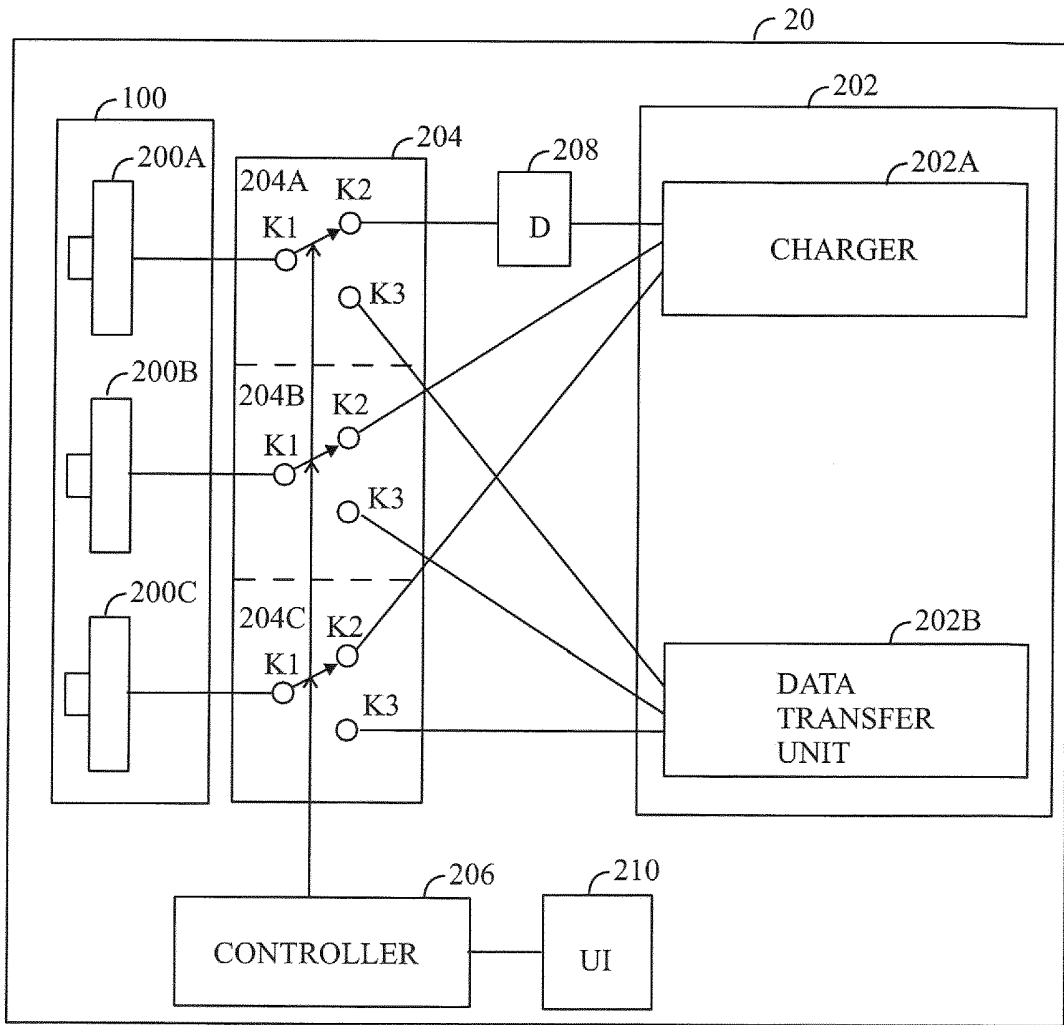 20
100
202
200A
204
208
202A
204A
K2
K1
D
CHARGER
K3
200B
204B
K2
K1
K3
200C
204C
K2
202B
K1
K3
DATA
TRANSFER
UNIT
206
210
CONTROLLER
UI